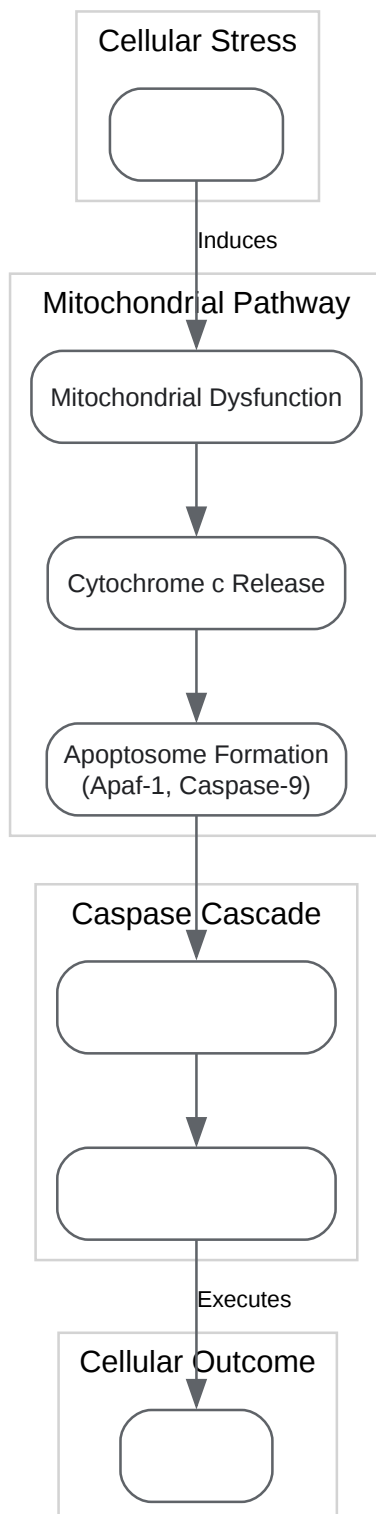 Cellular Stress
Induces
Mitochondrial Pathway
Mitochondrial Dysfunction
Cytochrome c Release
Apoptosome Formation
(Apaf-1, Caspase-9)
Caspase Cascade
Executes
Cellular Outcome